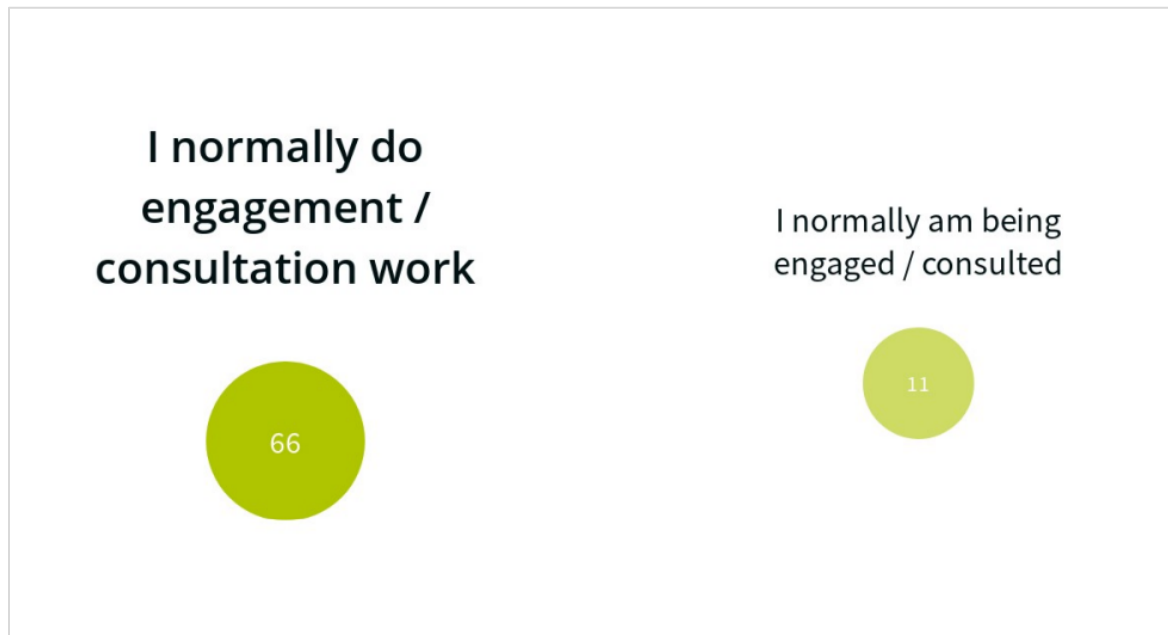 I normally do
engagement /
consultation work
66
I normally am being
engaged / consulted
11